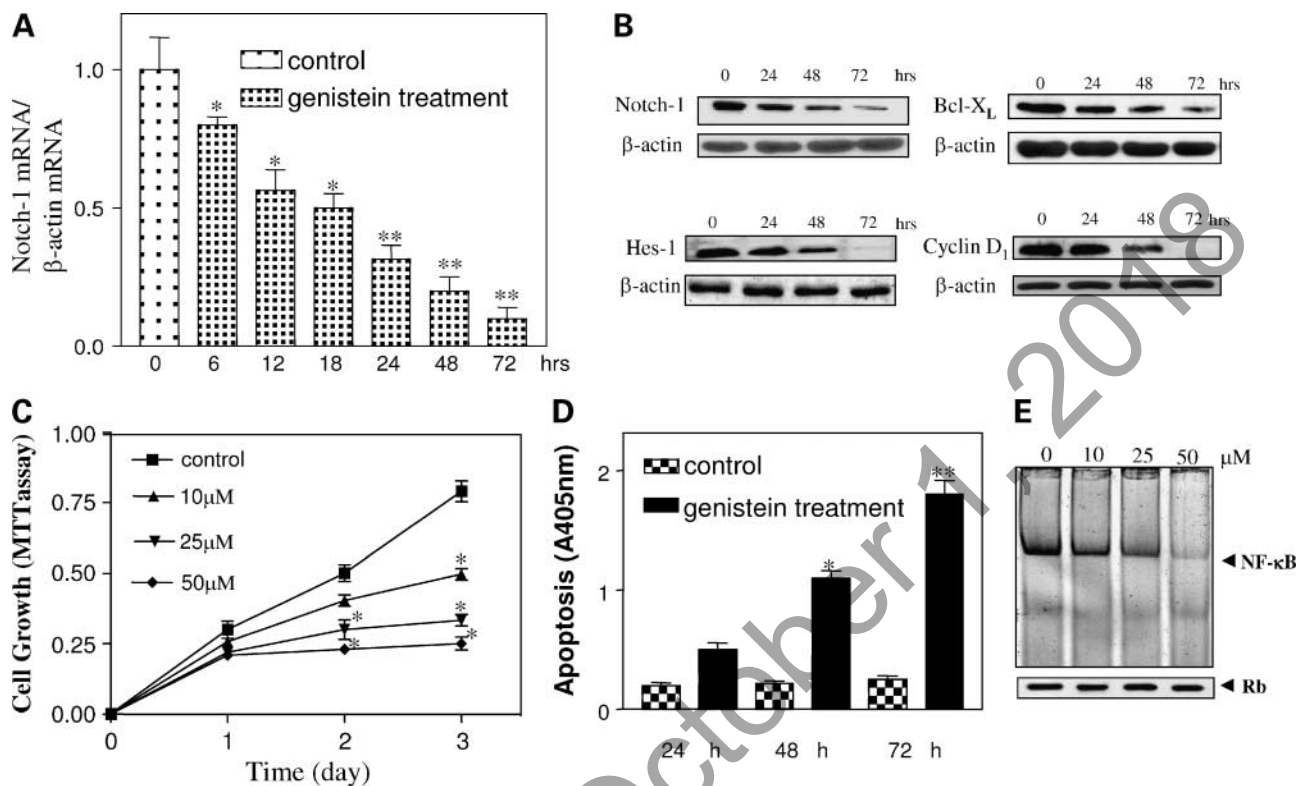 A
control
genistein treatment
Notch-1 mRNA/
β-actin mRNA
1.0
0.5
0.0
* * * ** ** **
0 6 12 18 24 48 72 hrs
B
0 24 48 72 hrs
Notch-1
β-actin
0 24 48 72 hrs
Bcl-XL
β-actin
0 24 48 72 hrs
Hes-1
β-actin
0 24 48 72 hrs
Cyclin D1
β-actin
C
Cell Growth (MTTassay)
1.00
0.75
0.50
0.25
0.00
control
10μM
25μM
50μM
* * * * *
0 1 2 3
Time (day)
D
Apoptosis (A405nm)
2
1
0
control
genistein treatment
* **
24 h 48 h 72 h
E
0 10 25 50 μM
NF-κB
Rb
October 1, 2018